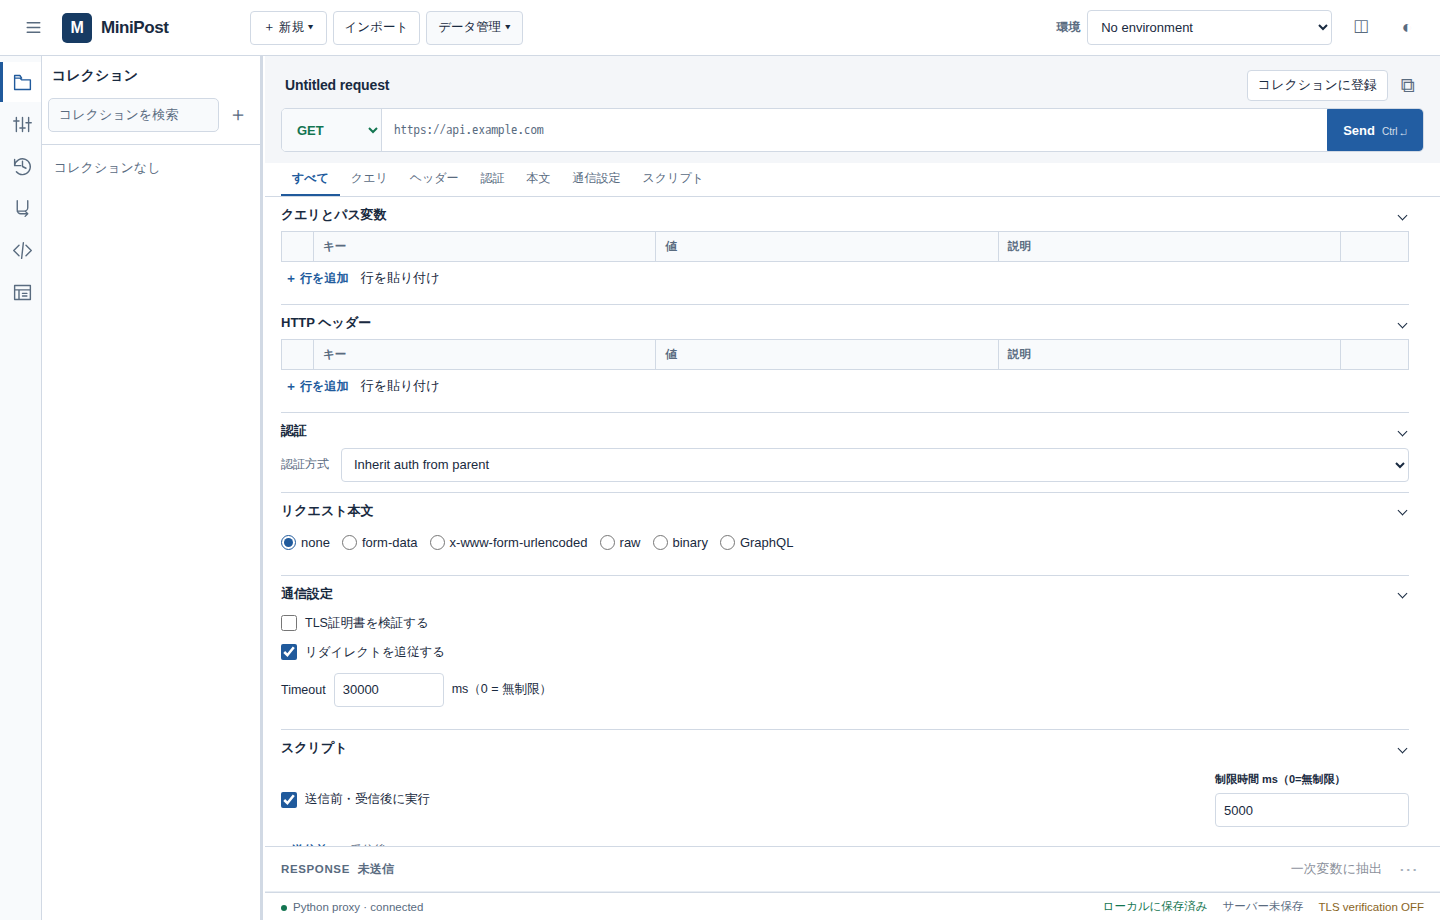 M MiniPost ＋ 新規 ▾ インポート データ管理 ▾ 環境 No environment
コレクション
コレクションを検索 ＋
コレクションなし
Untitled request コレクションに登録
GET https://api.example.com Send Ctrl ⏎
すべて クエリ ヘッダー 認証 本文 通信設定 スクリプト
クエリとパス変数
キー 値 説明
＋ 行を追加 行を貼り付け
HTTP ヘッダー
キー 値 説明
＋ 行を追加 行を貼り付け
認証
認証方式 Inherit auth from parent
リクエスト本文
none form-data x-www-form-urlencoded raw binary GraphQL
通信設定
TLS証明書を検証する
リダイレクトを追従する
Timeout 30000 ms（0 = 無制限）
スクリプト
制限時間 ms（0=無制限）
送信前・受信後に実行 5000
RESPONSE 未送信 一次変数に抽出 ···
Python proxy · connected ローカルに保存済み サーバー未保存 TLS verification OFF